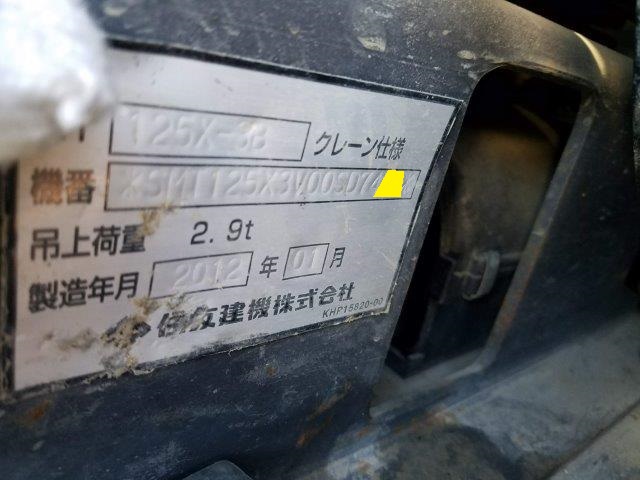 125X-3B クレーン仕様
機番
吊上荷重 2.9t
製造年月 2012 年 01 月
住友建機株式会社
KHP15820-00